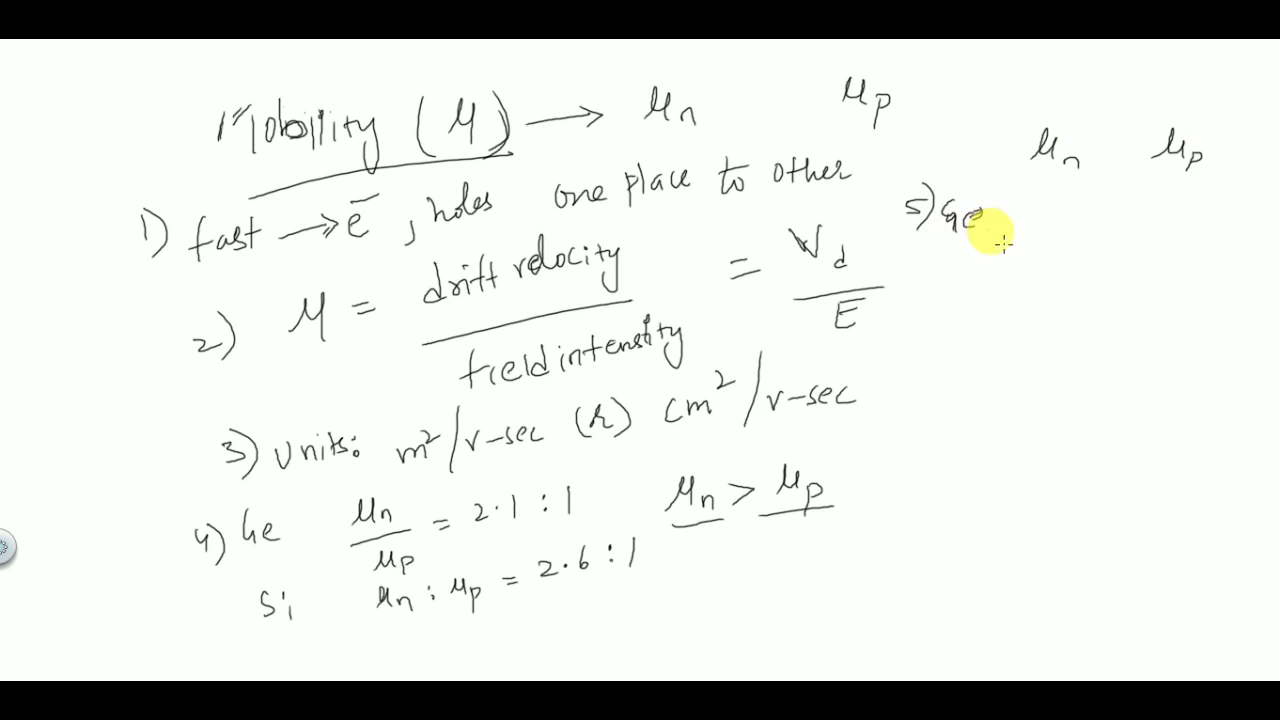 Mobility (μ) → μn μp
1) fast → e̅, holes one place to other
2) μ = drift velocity / field intensity = Vd / E
3) Units: m²/v-sec (r) cm²/v-sec
4) Ge μn/μp = 2.1 : 1 μn > μp
Si μn : μp = 2.6 : 1
μn μp
5) Ge